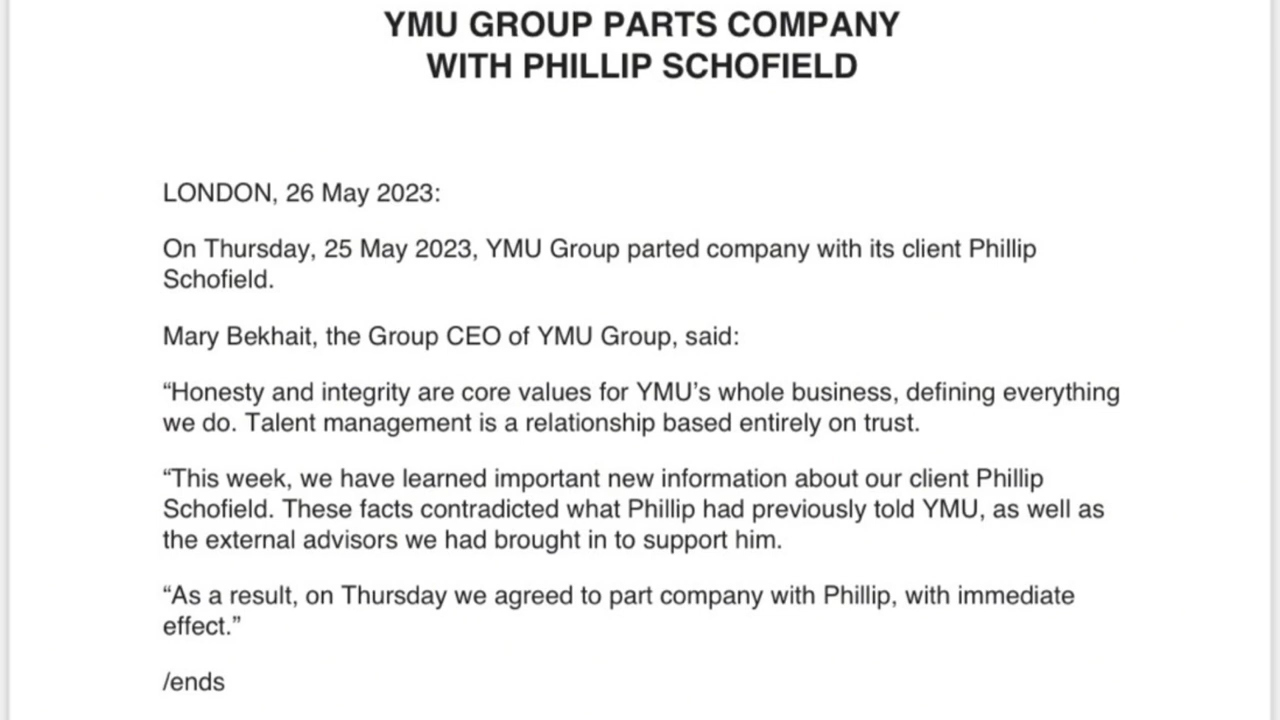 YMU GROUP PARTS COMPANY
WITH PHILLIP SCHOFIELD
LONDON, 26 May 2023:
On Thursday, 25 May 2023, YMU Group parted company with its client Phillip
Schofield.
Mary Bekhait, the Group CEO of YMU Group, said:
“Honesty and integrity are core values for YMU’s whole business, defining everything
we do. Talent management is a relationship based entirely on trust.
“This week, we have learned important new information about our client Phillip
Schofield. These facts contradicted what Phillip had previously told YMU, as well as
the external advisors we had brought in to support him.
“As a result, on Thursday we agreed to part company with Phillip, with immediate
effect.”
/ends